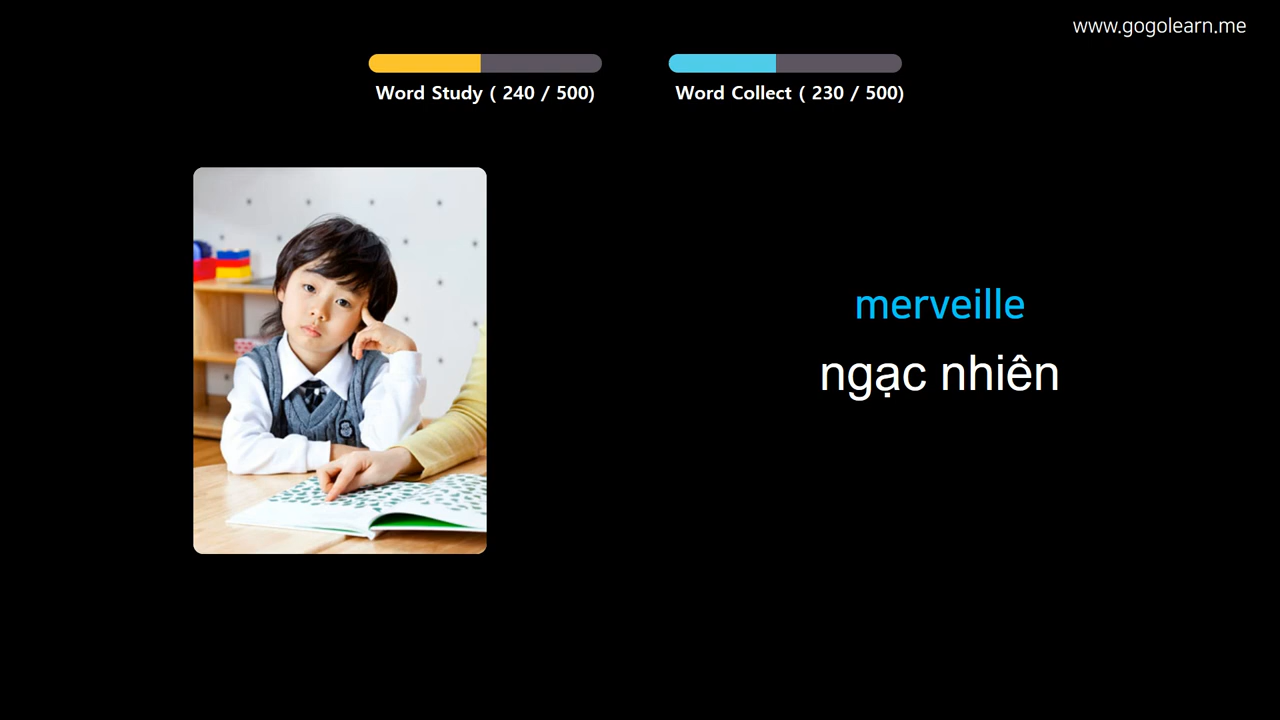 www.gogolearn.me
Word Study ( 240 / 500)
Word Collect ( 230 / 500)
merveille
ngạc nhiên